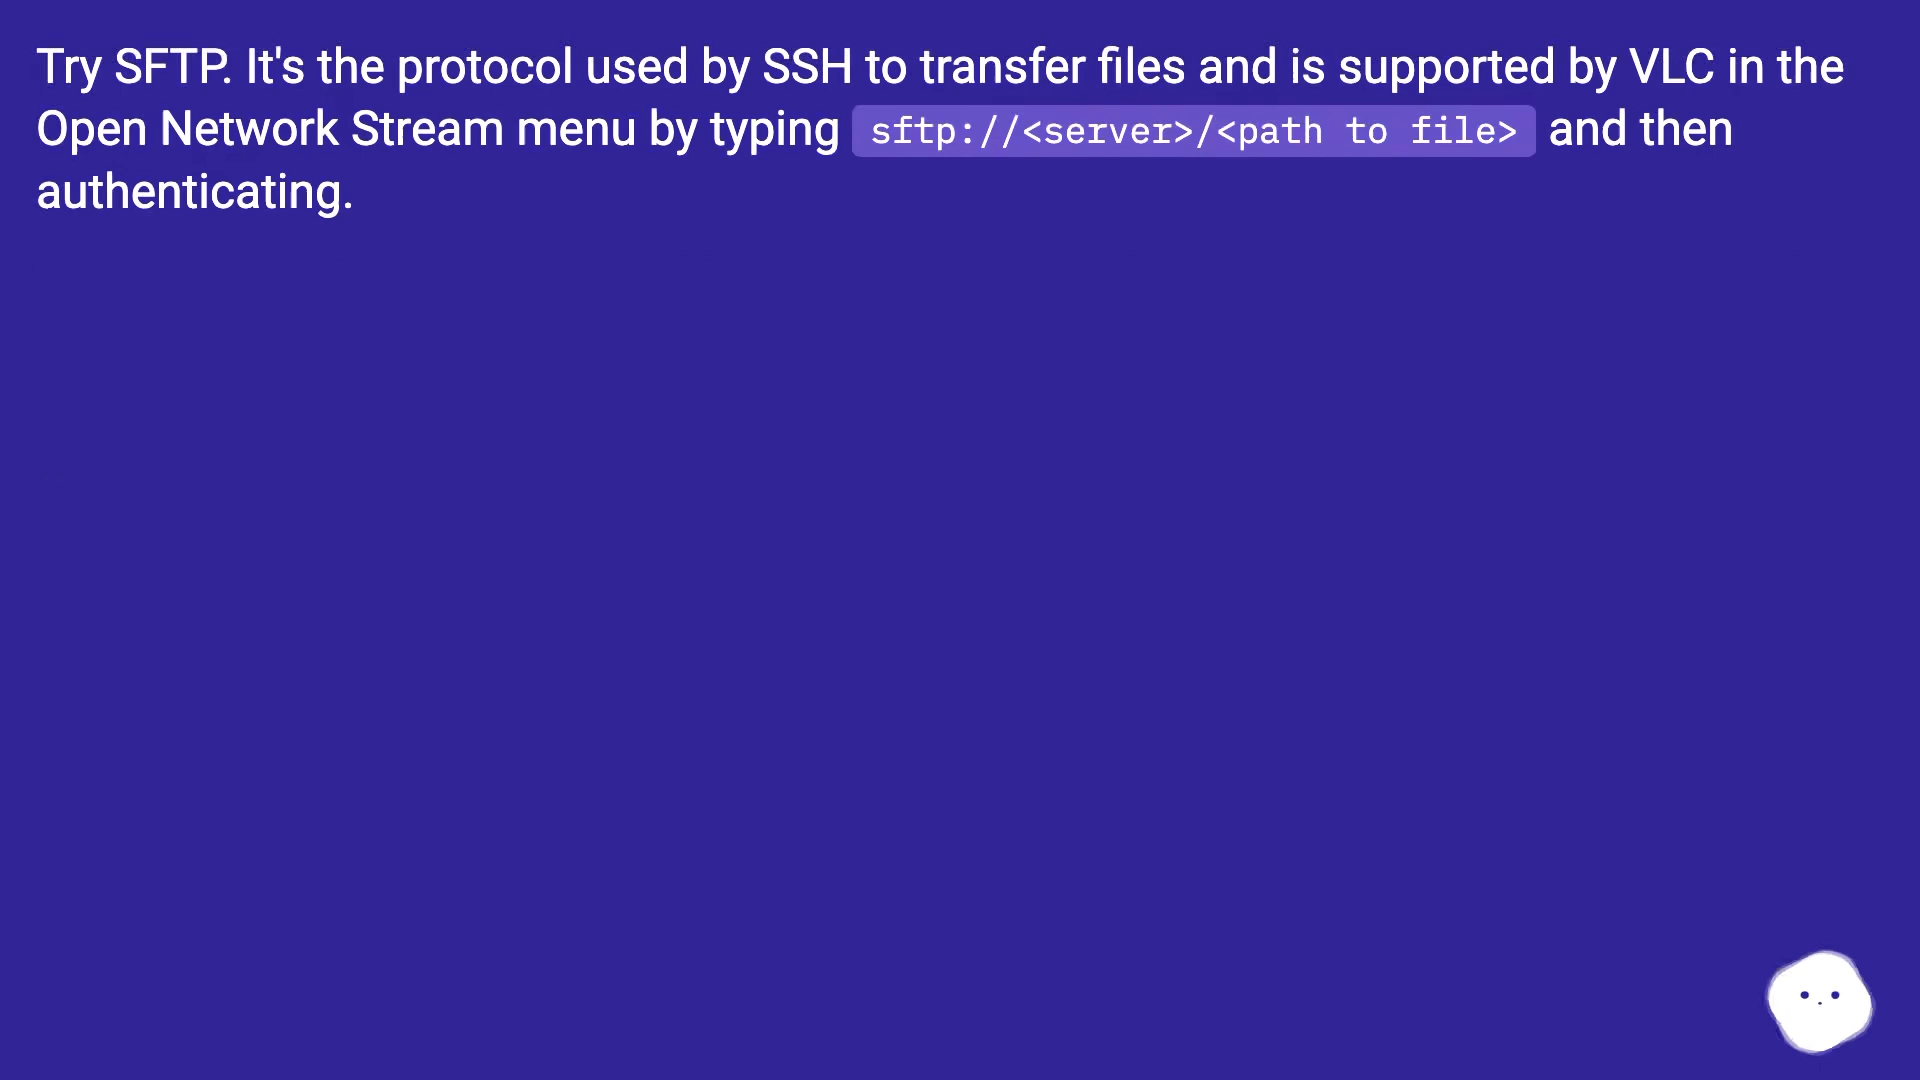 Try SFTP. It's the protocol used by SSH to transfer files and is supported by VLC in the
Open Network Stream menu by typing sftp://<server>/<path to file> and then
authenticating.